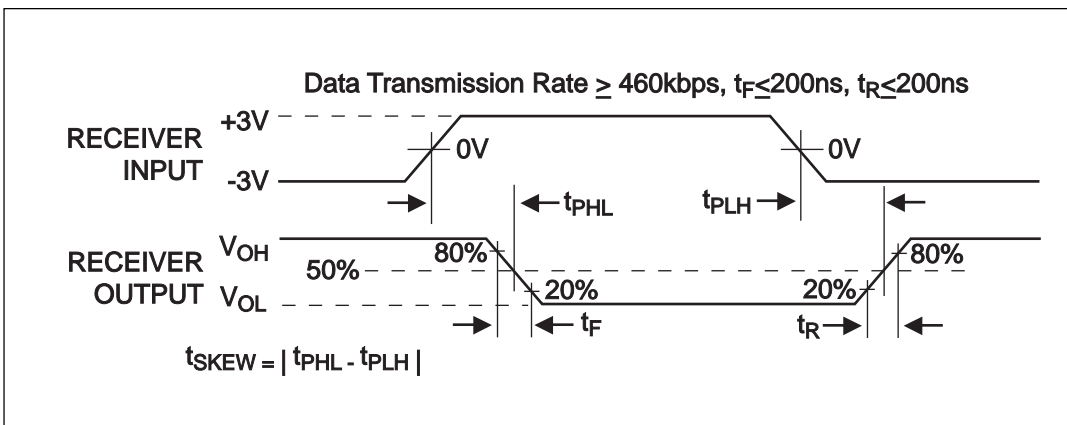 Data Transmission Rate ≥ 460kbps, tF≤200ns, tR≤200ns
+3V
RECEIVER
INPUT
0V
0V
-3V
tPHL
tPLH
VOH
80%
80%
RECEIVER
OUTPUT
50%
VOL
20%
20%
tF
tR
tSKEW = | tPHL - tPLH |